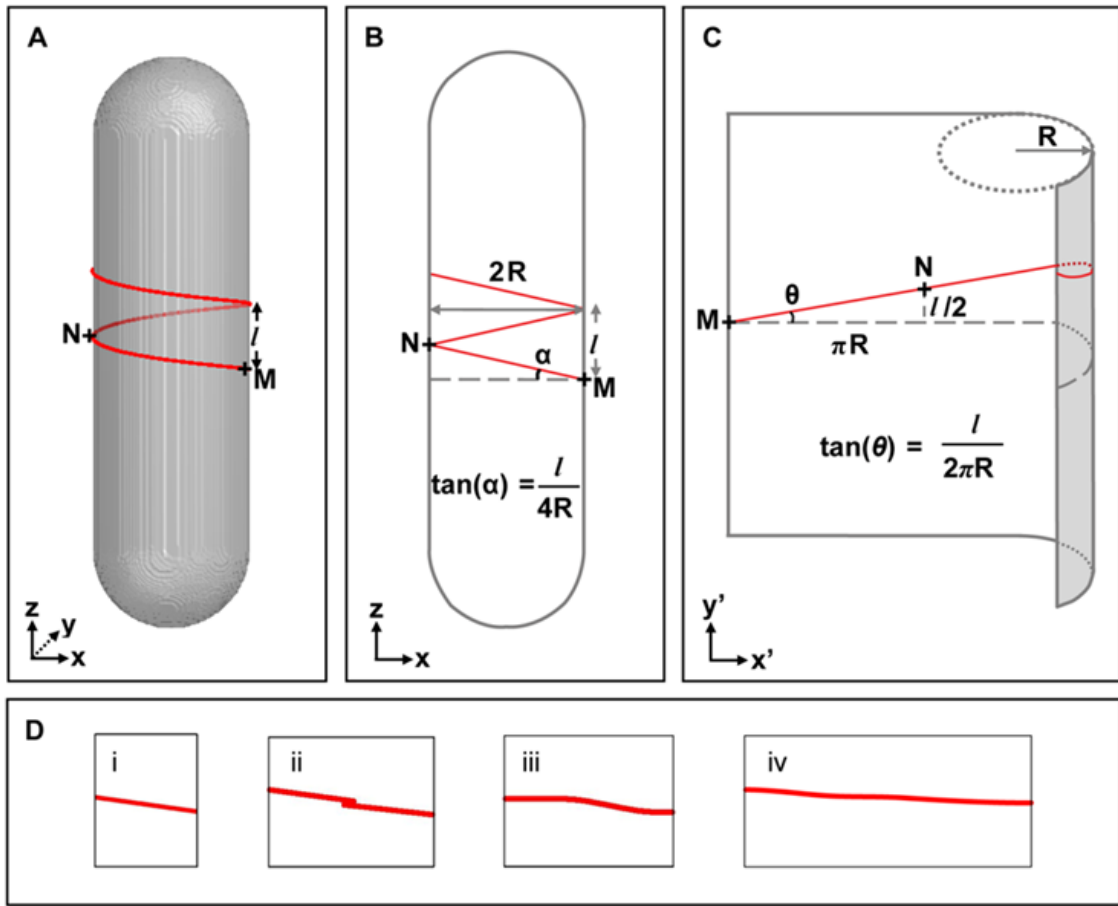 A
N
M
l
z
y
x
B
2R
N
α
l
M
tan(α) = l / 4R
z
x
C
R
N
M
θ
l/2
πR
tan(θ) = l / 2πR
y'
x'
D
i
ii
iii
iv